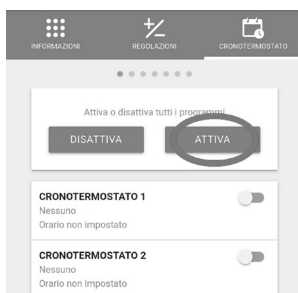 INFORMAZIONI
REGOLAZIONI
CRONOTERMOSTATO
Attiva o disattiva tutti i programmi
DISATTIVA
ATTIVA
CRONOTERMOSTATO 1
Nessuno
Orario non impostato
CRONOTERMOSTATO 2
Nessuno
Orario non impostato